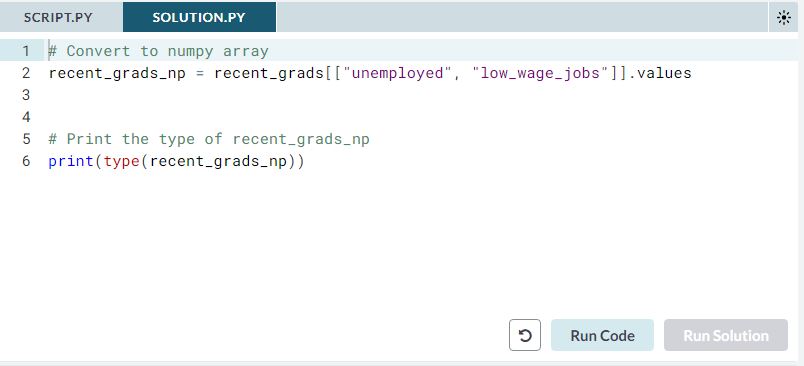 SCRIPT.PY SOLUTION.PY
1 # Convert to numpy array
2 recent_grads_np = recent_grads[["unemployed", "low_wage_jobs"]].values
3
4
5 # Print the type of recent_grads_np
6 print(type(recent_grads_np))
Run Code Run Solution